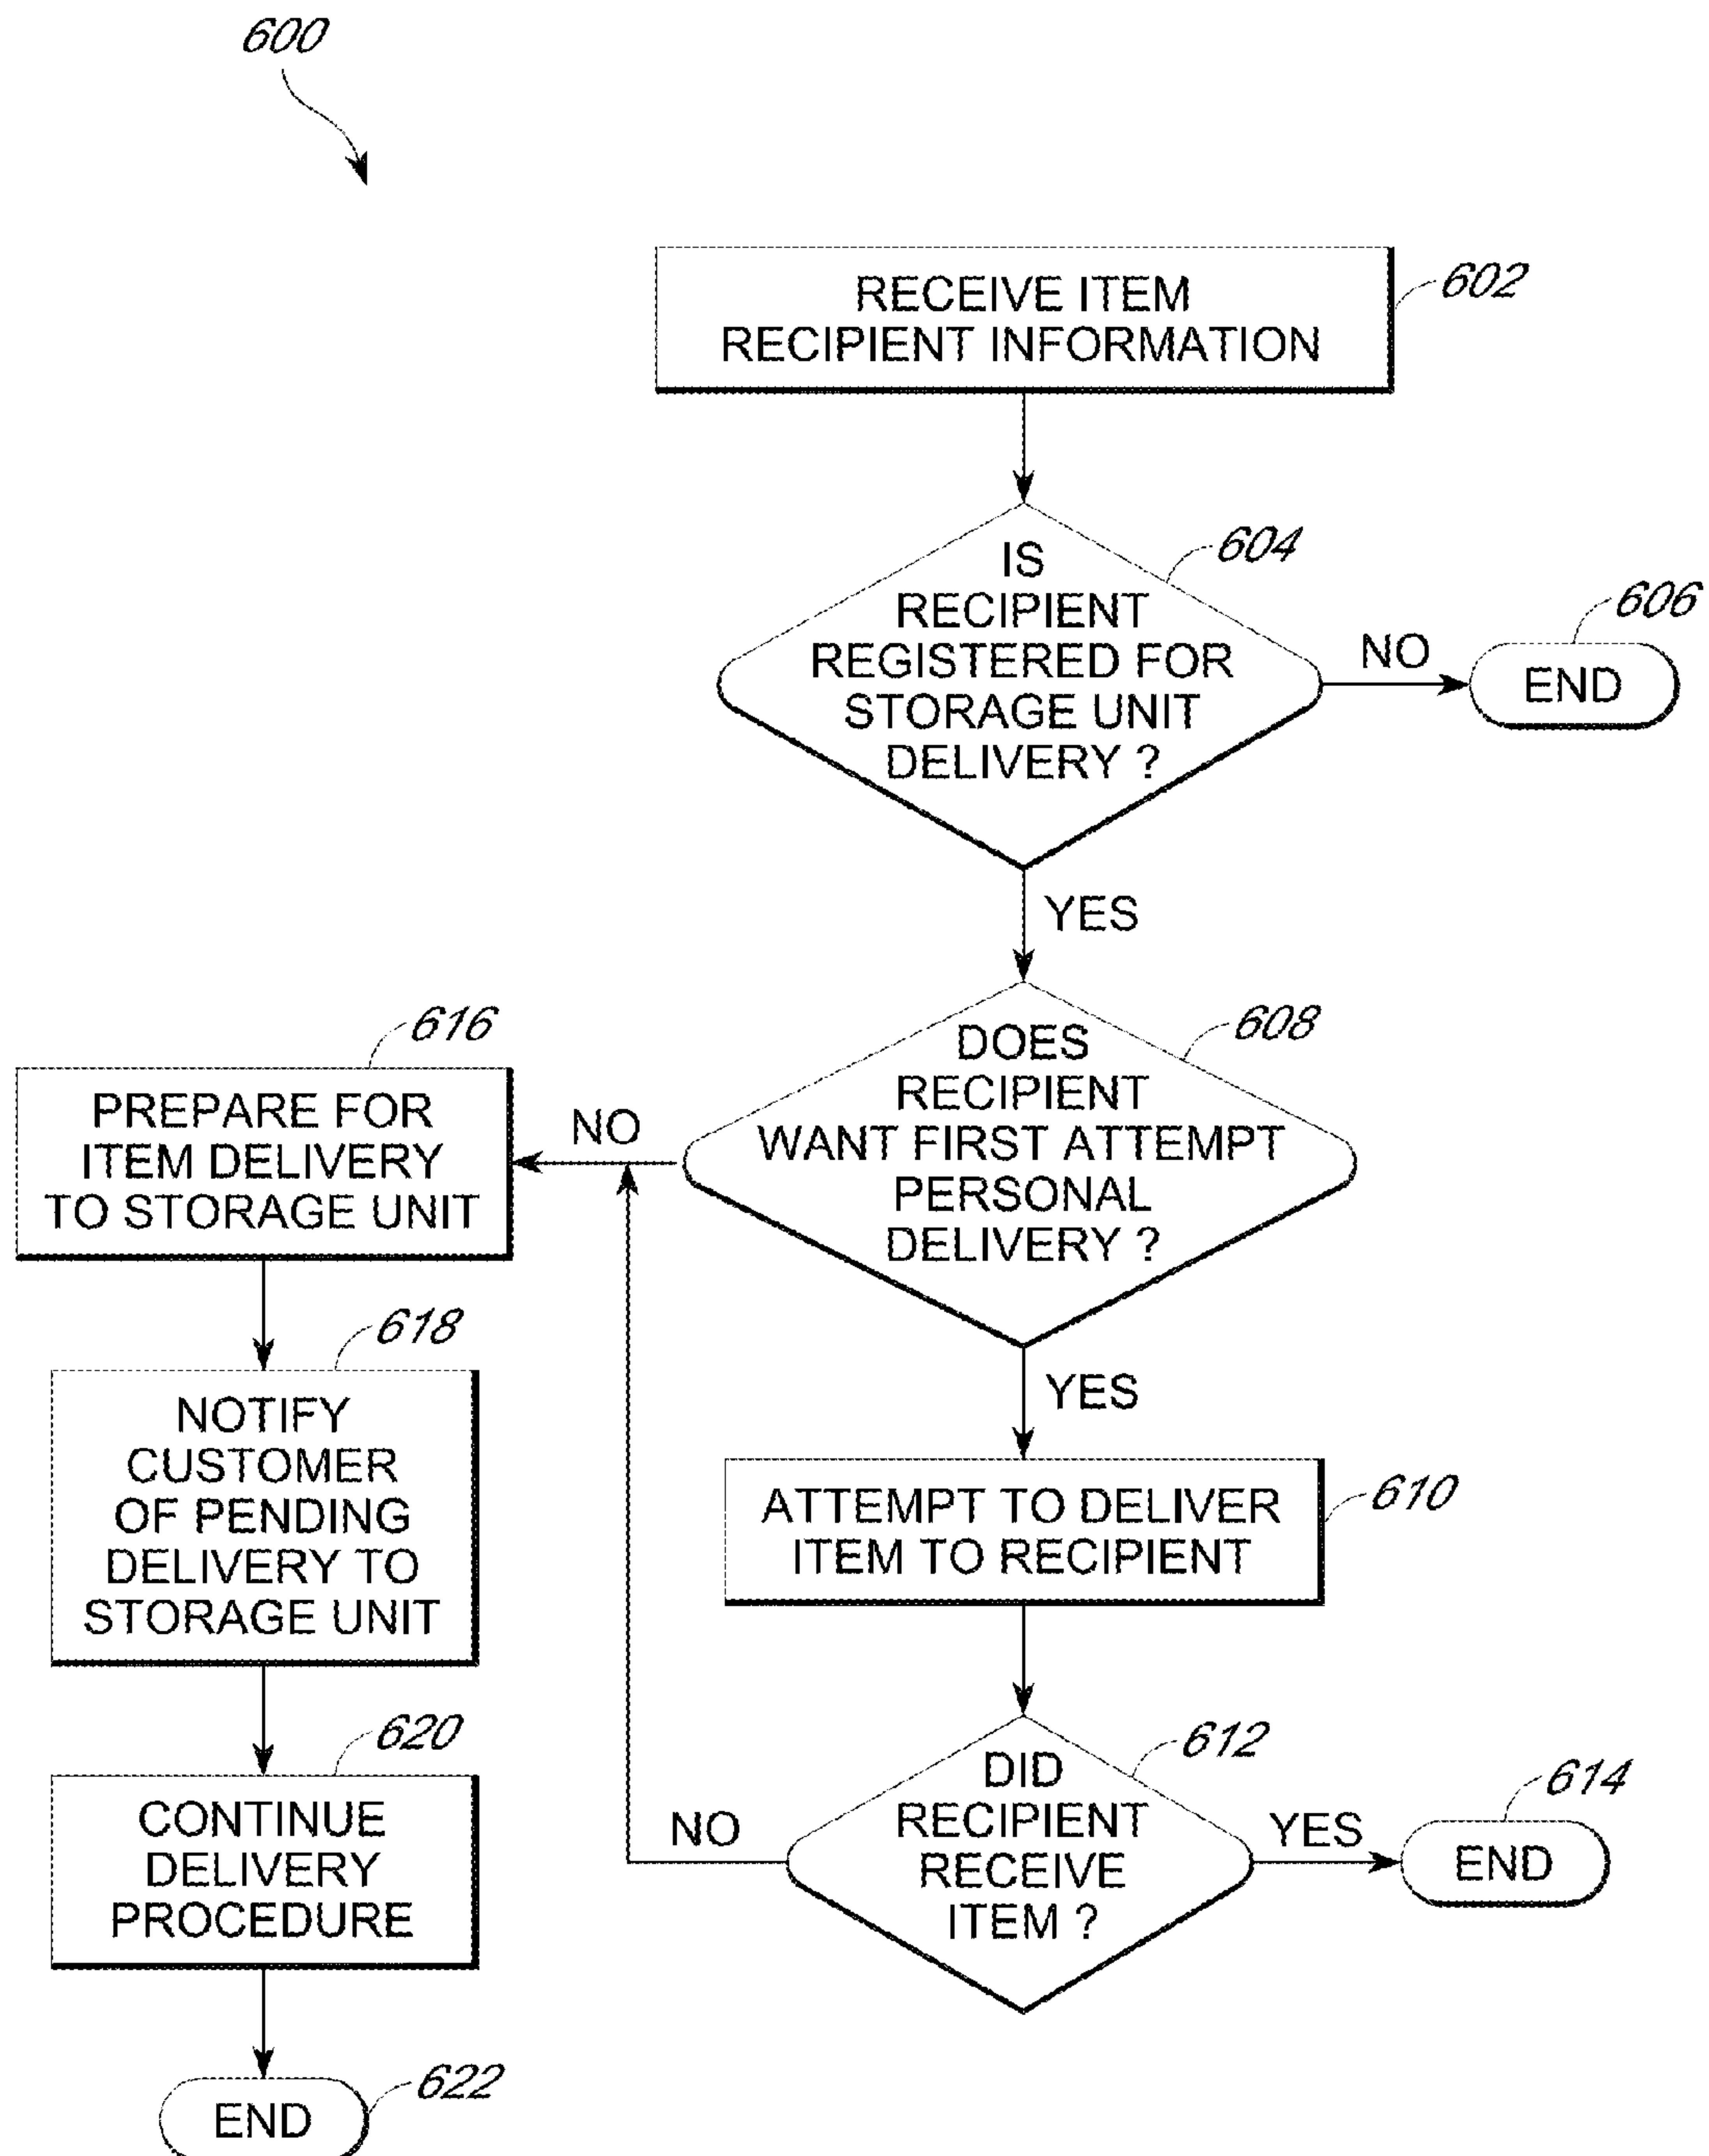 600
RECEIVE ITEM
RECIPIENT INFORMATION
602
IS
RECIPIENT
REGISTERED FOR
STORAGE UNIT
DELIVERY ?
604
NO
END
606
YES
DOES
RECIPIENT
WANT FIRST ATTEMPT
PERSONAL
DELIVERY ?
608
NO
616
PREPARE FOR
ITEM DELIVERY
TO STORAGE UNIT
618
NOTIFY
CUSTOMER
OF PENDING
DELIVERY TO
STORAGE UNIT
620
CONTINUE
DELIVERY
PROCEDURE
END
622
YES
ATTEMPT TO DELIVER
ITEM TO RECIPIENT
610
DID
RECIPIENT
RECEIVE
ITEM ?
612
NO
YES
END
614